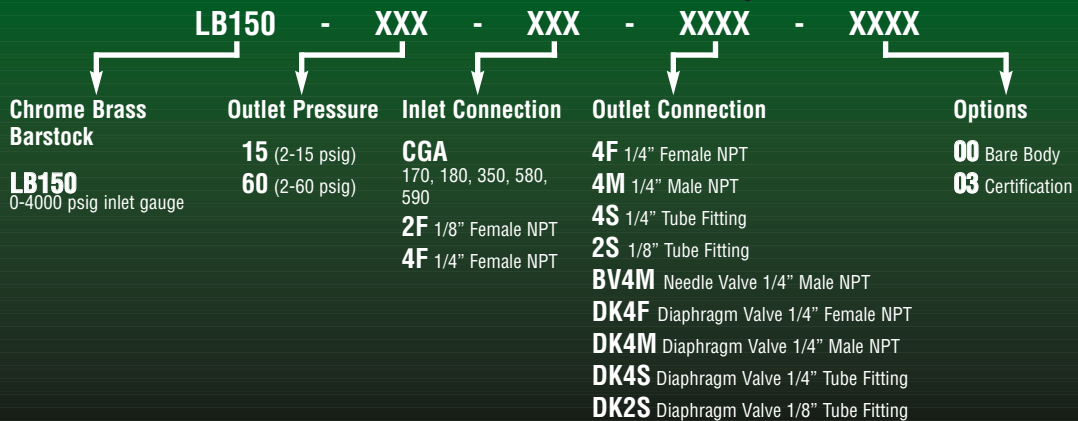 LB150 - XXX - XXX - XXXX - XXXX
Chrome Brass
Barstock
LB150
0-4000 psig inlet gauge
Outlet Pressure
15 (2-15 psig)
60 (2-60 psig)
Inlet Connection
CGA
170, 180, 350, 580,
590
2F 1/8” Female NPT
4F 1/4” Female NPT
Outlet Connection
4F 1/4” Female NPT
4M 1/4” Male NPT
4S 1/4” Tube Fitting
2S 1/8” Tube Fitting
BV4M Needle Valve 1/4” Male NPT
DK4F Diaphragm Valve 1/4” Female NPT
DK4M Diaphragm Valve 1/4” Male NPT
DK4S Diaphragm Valve 1/4” Tube Fitting
DK2S Diaphragm Valve 1/8” Tube Fitting
Options
00 Bare Body
03 Certification